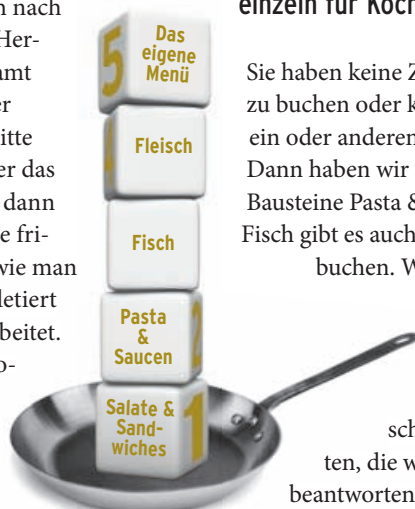 n nach
Her-
amt
r
itte
er das
dann
e fri-
wie man
letiert
beitet.
o-
5
Das
eigene
Menü
4
Fleisch
Fisch
Pasta
&
Saucen
2
Salate &
Sand-
wiches
1
einzeln für Koch
Sie haben keine Z
zu buchen oder k
ein oder anderen
Dann haben wir
Bausteine Pasta &
Fisch gibt es auch
buchen. W
sch
ten, die w
beantworten